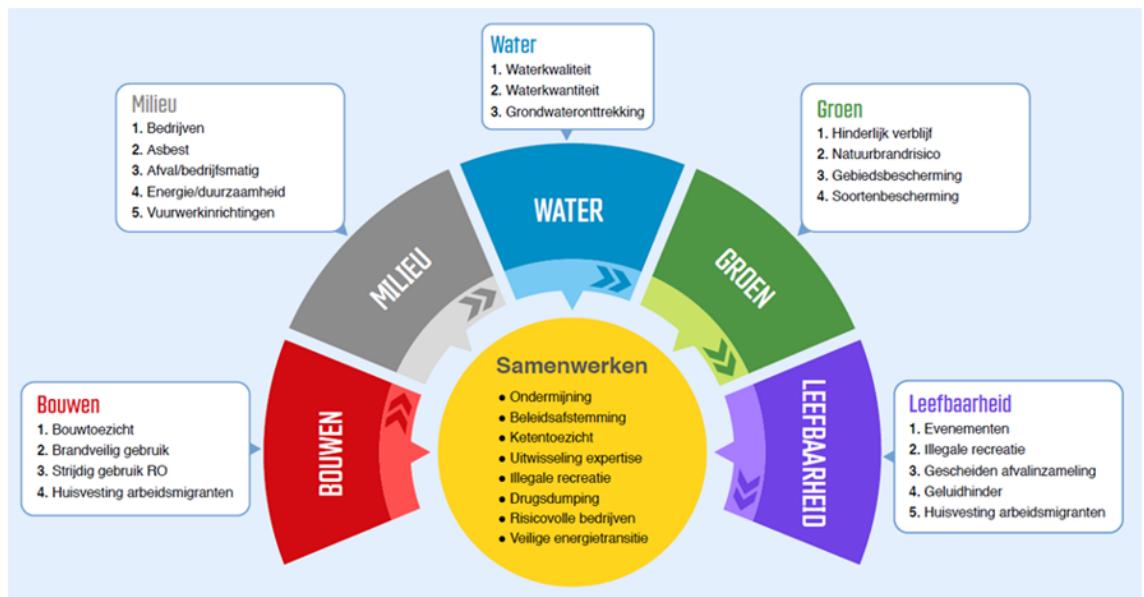 Water
1. Waterkwaliteit
2. Waterkwantiteit
3. Grondwateronttrekking
Milieu
1. Bedrijven
2. Asbest
3. Afval/bedrijfsmatig
4. Energie/duurzaamheid
5. Vuurwerkinrichtingen
Groen
1. Hinderlijk verblijf
2. Natuurbrandrisico
3. Gebiedsbescherming
4. Soortenbescherming
Bouwen
1. Bouwtoezicht
2. Brandveilig gebruik
3. Strijdig gebruik RO
4. Huisvesting arbeidsmigranten
BOUWEN
MILIEU
WATER
GROEN
LEEFBAARHEID
Samenwerken
● Ondermijning
● Beleidsafstemming
● Ketentoezicht
● Uitwisseling expertise
● Illegale recreatie
● Drugsdumping
● Risicovolle bedrijven
● Veilige energietransitie
Leefbaarheid
1. Evenementen
2. Illegale recreatie
3. Gescheiden afvalinzameling
4. Geluidhinder
5. Huisvesting arbeidsmigranten